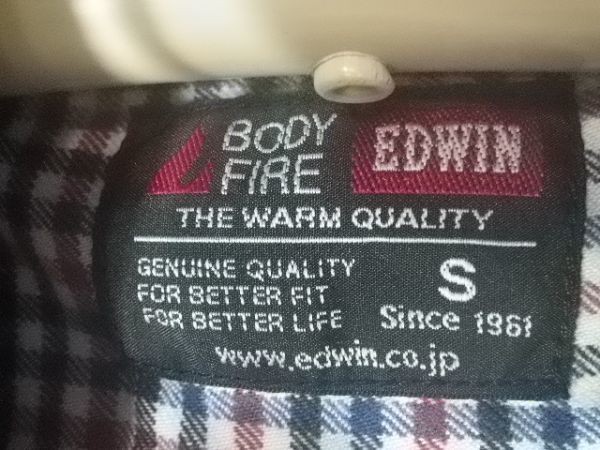 BODY FIRE
EDWIN
THE WARM QUALITY
GENUINE QUALITY
FOR BETTER FIT
FOR BETTER LIFE
S
Since 1961
www.edwin.co.jp